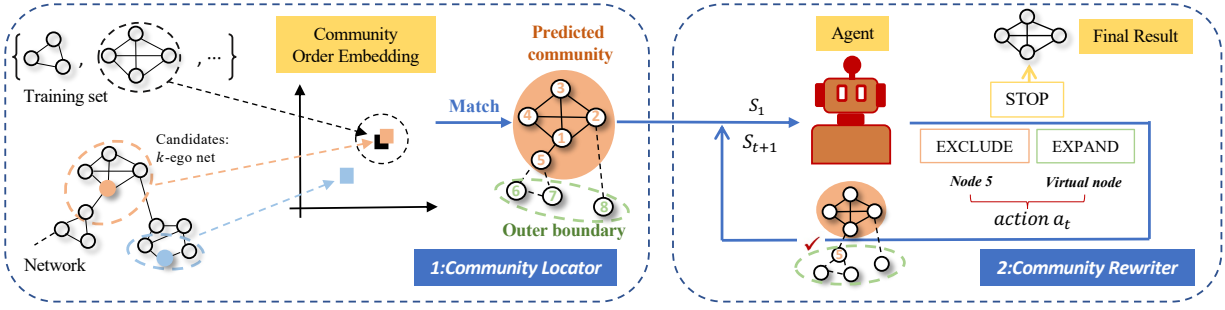 { , , ... }
Training set
Candidates:
k-ego net
Network
Community
Order Embedding
Match
Predicted
community
3
4
2
1
5
6
7
8
Outer boundary
1:Community Locator
S1
St+1
Agent
Final Result
STOP
EXCLUDE
EXPAND
Node 5
Virtual node
action at
✓
5
2:Community Rewriter